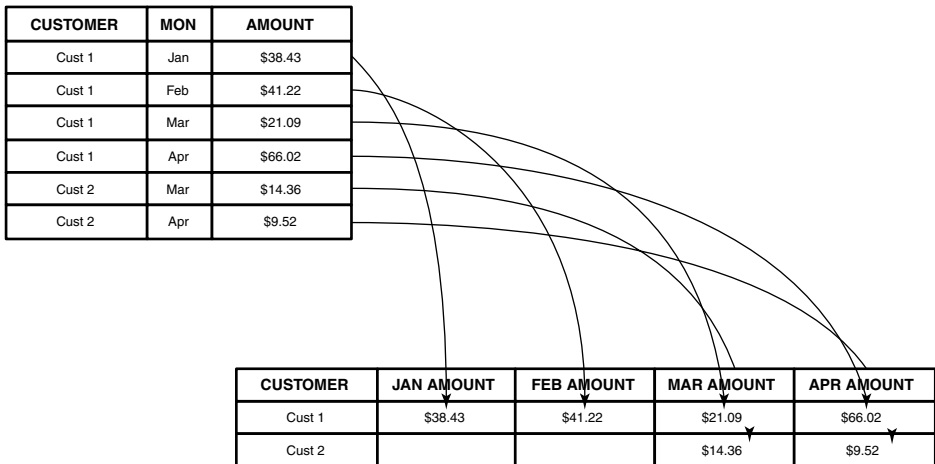 CUSTOMER MON AMOUNT
Cust 1 Jan $38.43
Cust 1 Feb $41.22
Cust 1 Mar $21.09
Cust 1 Apr $66.02
Cust 2 Mar $14.36
Cust 2 Apr $9.52
CUSTOMER JAN AMOUNT FEB AMOUNT MAR AMOUNT APR AMOUNT
Cust 1 $38.43 $41.22 $21.09 $66.02
Cust 2 $14.36 $9.52